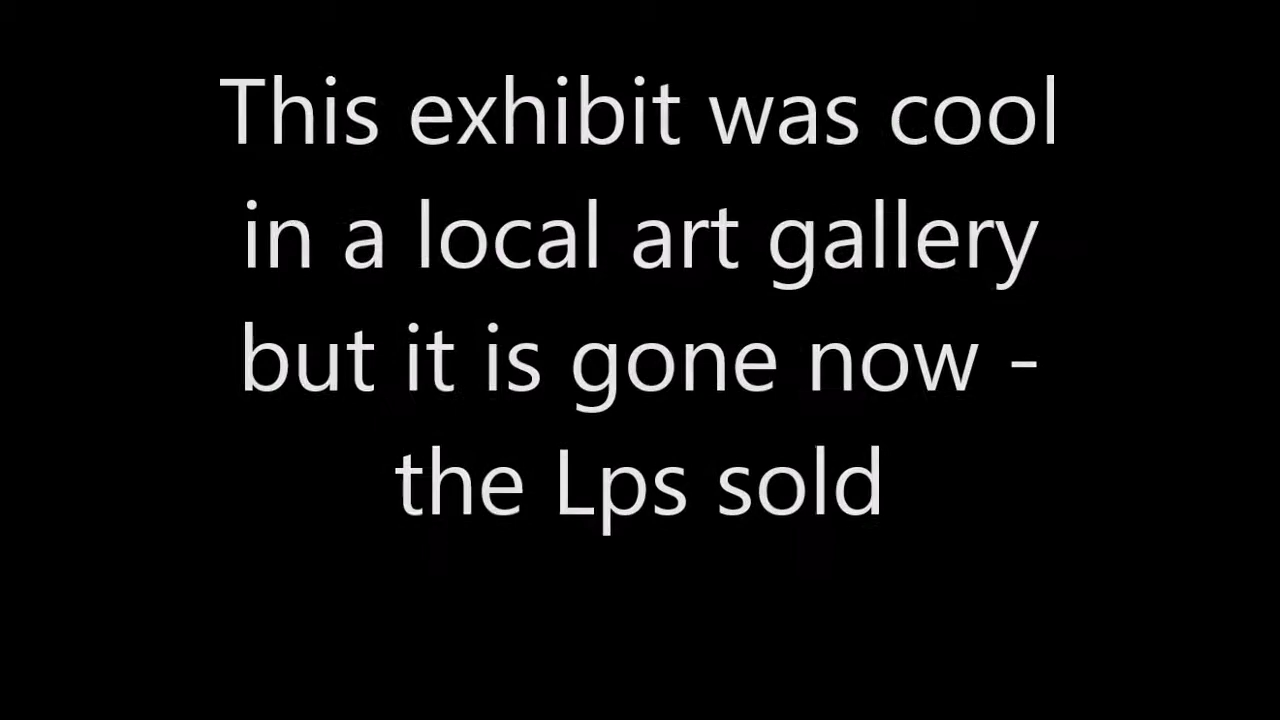 This exhibit was cool
in a local art gallery
but it is gone now -
the Lps sold